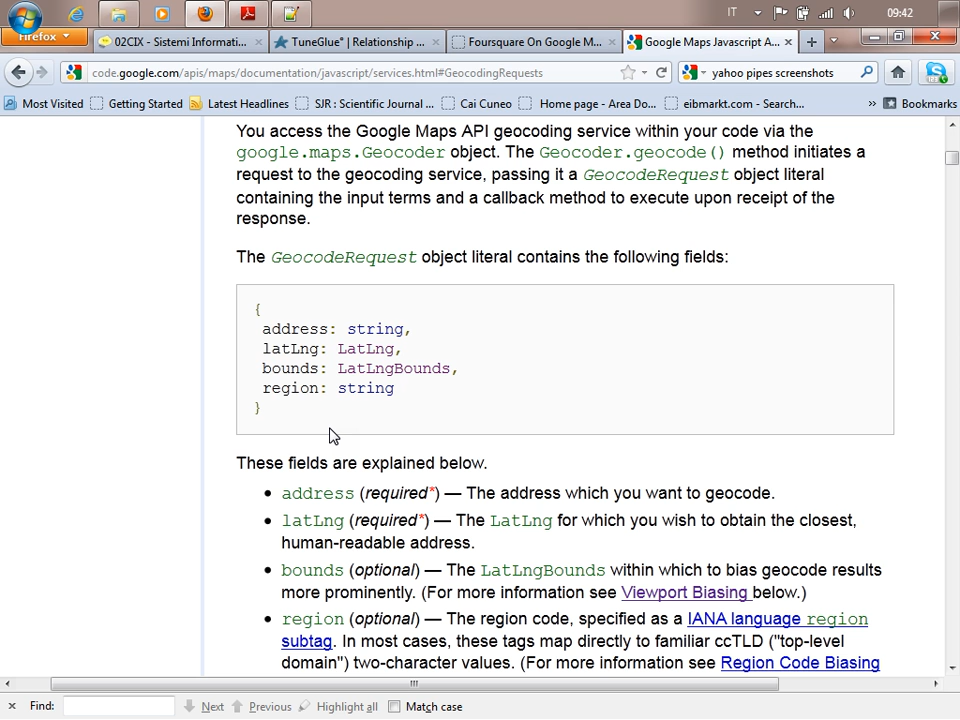 IT 09:42
Firefox
02CIX - Sistemi Informati...
TuneGlue° | Relationship ...
Foursquare On Google M...
Google Maps Javascript A...
code.google.com/apis/maps/documentation/javascript/services.html#GeocodingRequests
yahoo pipes screenshots
Most Visited
Getting Started
Latest Headlines
SJR : Scientific Journal ...
Cai Cuneo
Home page - Area Do...
eibmarkt.com - Search...
»
Bookmarks
You access the Google Maps API geocoding service within your code via the
google.maps.Geocoder object. The Geocoder.geocode() method initiates a
request to the geocoding service, passing it a GeocodeRequest object literal
containing the input terms and a callback method to execute upon receipt of the
response.
The GeocodeRequest object literal contains the following fields:
{
address: string,
latLng: LatLng,
bounds: LatLngBounds,
region: string
}
These fields are explained below.
• address (required*) — The address which you want to geocode.
• latLng (required*) — The LatLng for which you wish to obtain the closest,
human-readable address.
• bounds (optional) — The LatLngBounds within which to bias geocode results
more prominently. (For more information see Viewport Biasing below.)
• region (optional) — The region code, specified as a IANA language region
subtag. In most cases, these tags map directly to familiar ccTLD ("top-level
domain") two-character values. (For more information see Region Code Biasing
Find:
Next
Previous
Highlight all
Match case